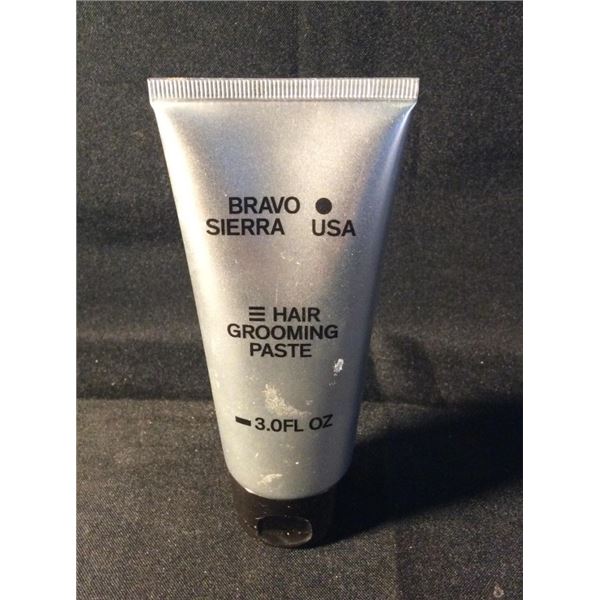 BRAVO ●
SIERRA USA
☰ HAIR
GROOMING
PASTE
▬ 3.0FL OZ